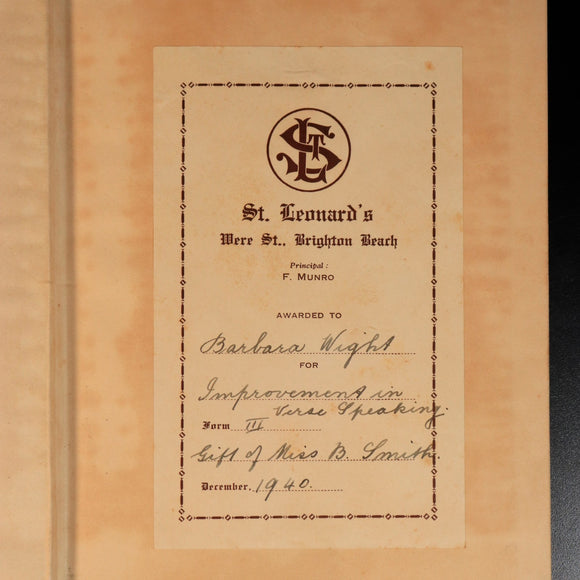 STL
St. Leonard's
Were St., Brighton Beach
Principal:
F. MUNRO
AWARDED TO
Barbara Wight
FOR
Improvement in
Verse Speaking.
Form III
Gift of Miss B. Smith.
December, 1940.